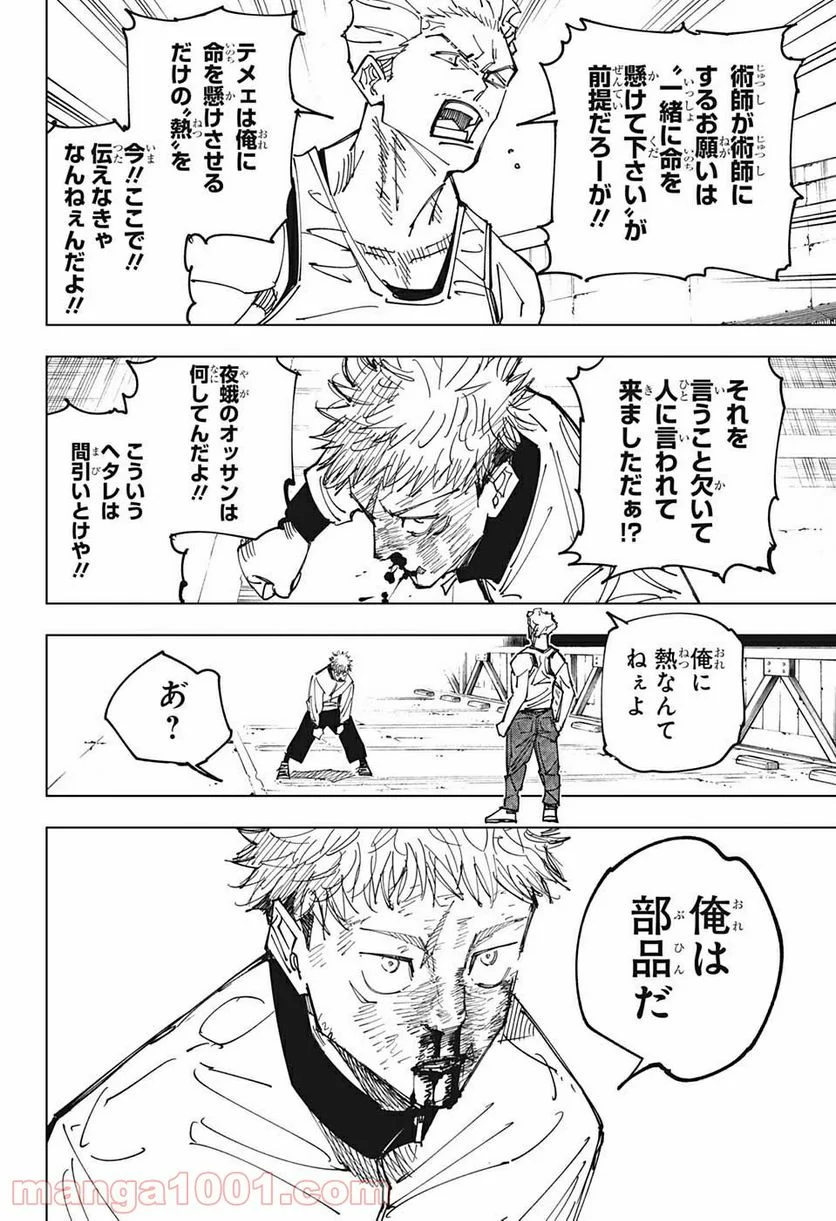 術師が術師に
するお願いは
〝一緒に命を
懸けて下さい〟が
前提だろーが!!
テメェは俺に
命を懸けさせる
だけの〝熱〟を
今!!ここで!!
伝えなきゃ
なんねぇんだよ!!
それを
言うこと欠いて
人に言われて
来ましただぁ!?
夜蛾のオッサンは
何してんだよ!!
こういう
ヘタレは
間引いとけや!!
俺に
熱なんて
ねぇよ
あ゛?
俺は
部品だ
manga1001.com